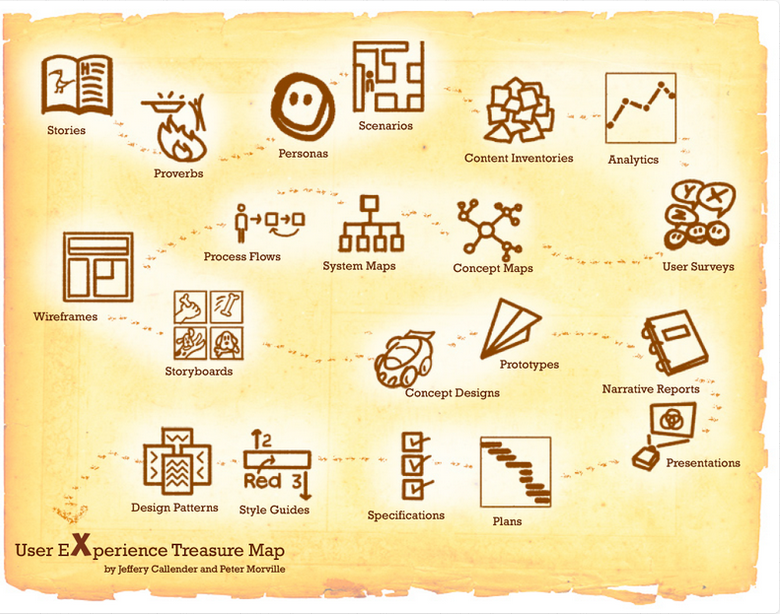 Stories
Proverbs
Personas
Scenarios
Content Inventories
Analytics
Process Flows
System Maps
Concept Maps
User Surveys
Y X
N
Wireframes
Storyboards
Concept Designs
Prototypes
Narrative Reports
Presentations
Design Patterns
2
Red 3
Style Guides
Specifications
Plans
User EXperience Treasure Map
by Jeffery Callender and Peter Morville